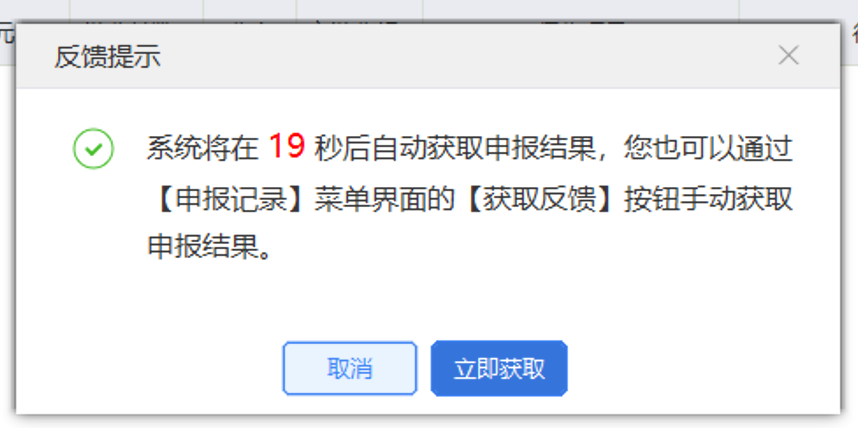 反馈提示
系统将在 19 秒后自动获取申报结果，您也可以通过
【申报记录】菜单界面的【获取反馈】按钮手动获取
申报结果。
取消
立即获取